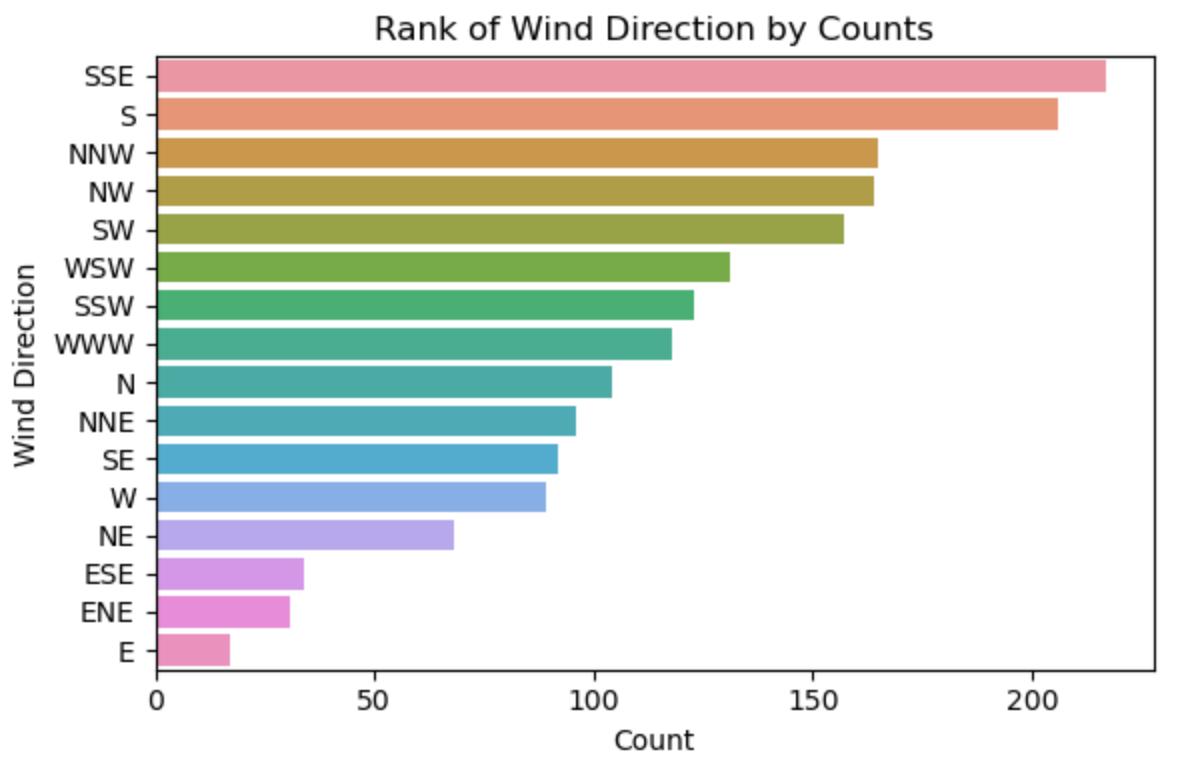 Rank of Wind Direction by Counts
SSE
S
NNW
NW
SW
WSW
SSW
WWW
N
NNE
SE
W
NE
ESE
ENE
E
Wind Direction
0 50 100 150 200
Count